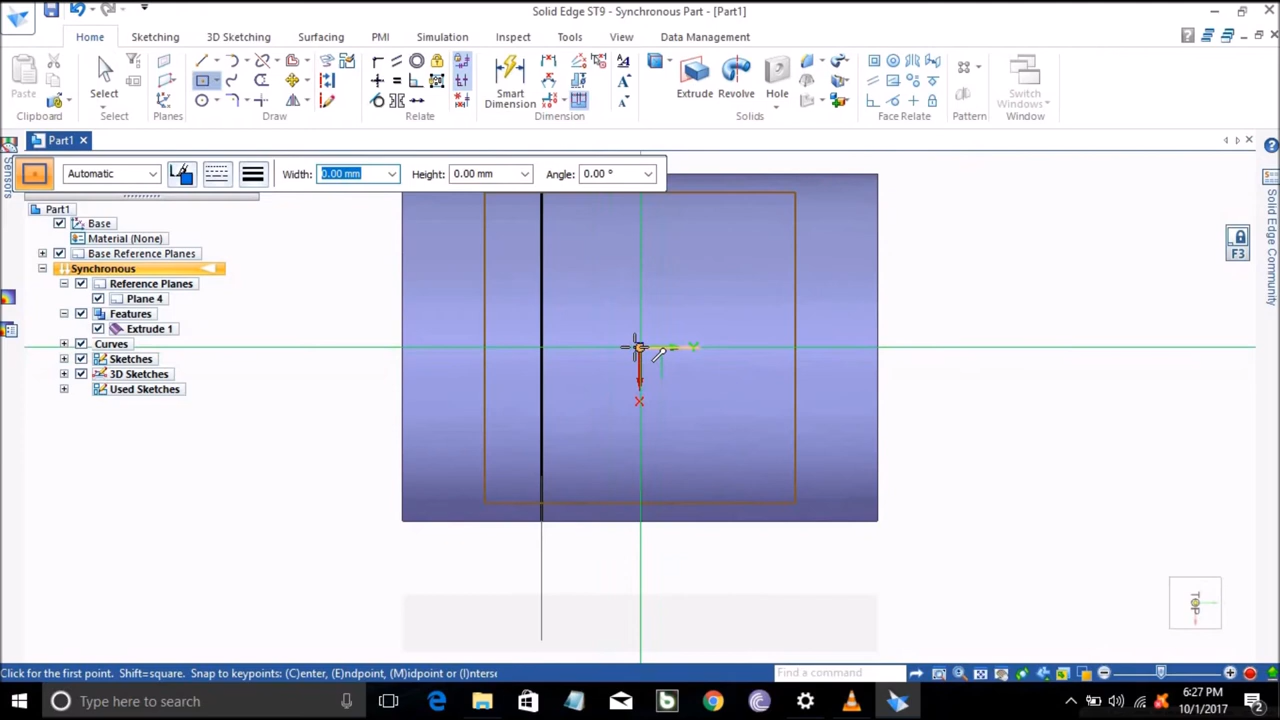 Solid Edge ST9 - Synchronous Part - [Part1]
Home Sketching 3D Sketching Surfacing PMI Simulation Inspect Tools View Data Management
Paste Select Smart Dimension Extrude Revolve Hole Switch Windows
Clipboard Select Planes Draw Relate Dimension Solids Face Relate Pattern Window
Part1
Sensors
Automatic Width: 0.00 mm Height: 0.00 mm Angle: 0.00 °
Solid Edge Community
Part1
Base
Material (None)
Base Reference Planes
Synchronous
Reference Planes
Plane 4
Features
Extrude 1
Curves
Sketches
3D Sketches
Used Sketches
F3
Y
X
TOP
Click for the first point. Shift=square. Snap to keypoints: (C)enter, (E)ndpoint, (M)idpoint or (I)nterse
Find a command
Type here to search
6:27 PM
10/1/2017
2